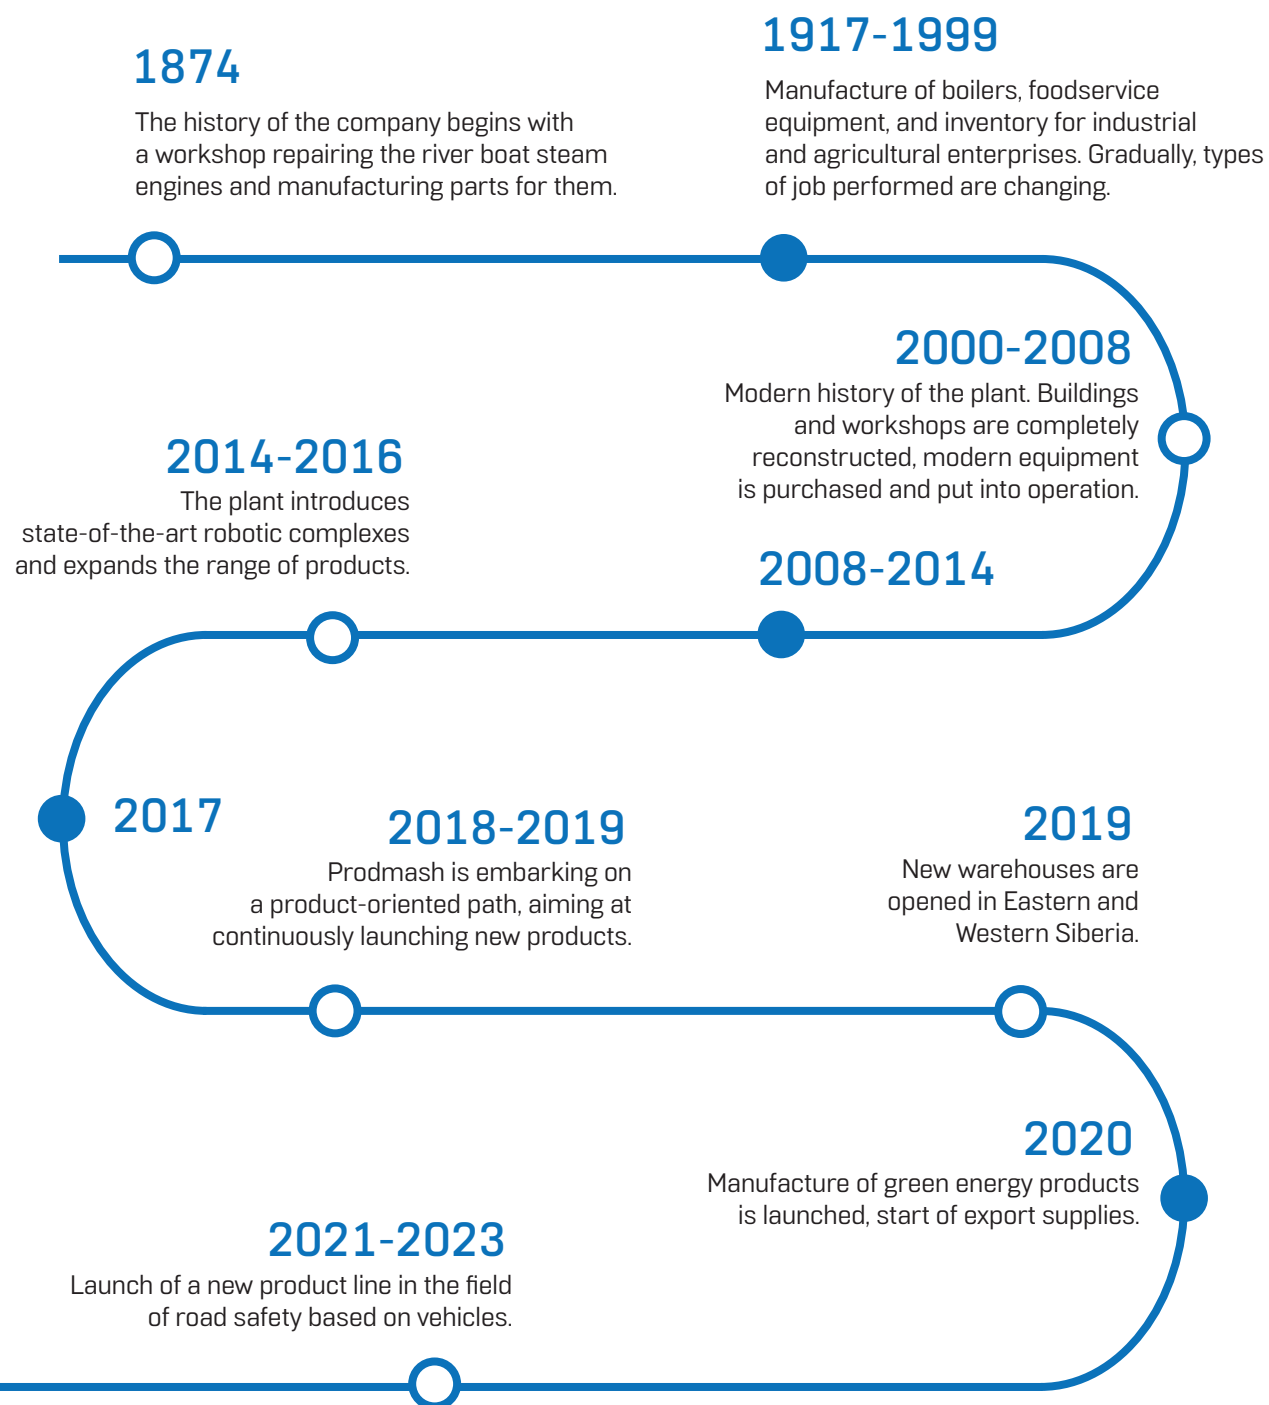 1874
The history of the company begins with
a workshop repairing the river boat steam
engines and manufacturing parts for them.
1917-1999
Manufacture of boilers, foodservice
equipment, and inventory for industrial
and agricultural enterprises. Gradually, types
of job performed are changing.
2000-2008
Modern history of the plant. Buildings
and workshops are completely
reconstructed, modern equipment
is purchased and put into operation.
2008-2014
2014-2016
The plant introduces
state-of-the-art robotic complexes
and expands the range of products.
2017
2018-2019
Prodmash is embarking on
a product-oriented path, aiming at
continuously launching new products.
2019
New warehouses are
opened in Eastern and
Western Siberia.
2020
Manufacture of green energy products
is launched, start of export supplies.
2021-2023
Launch of a new product line in the field
of road safety based on vehicles.